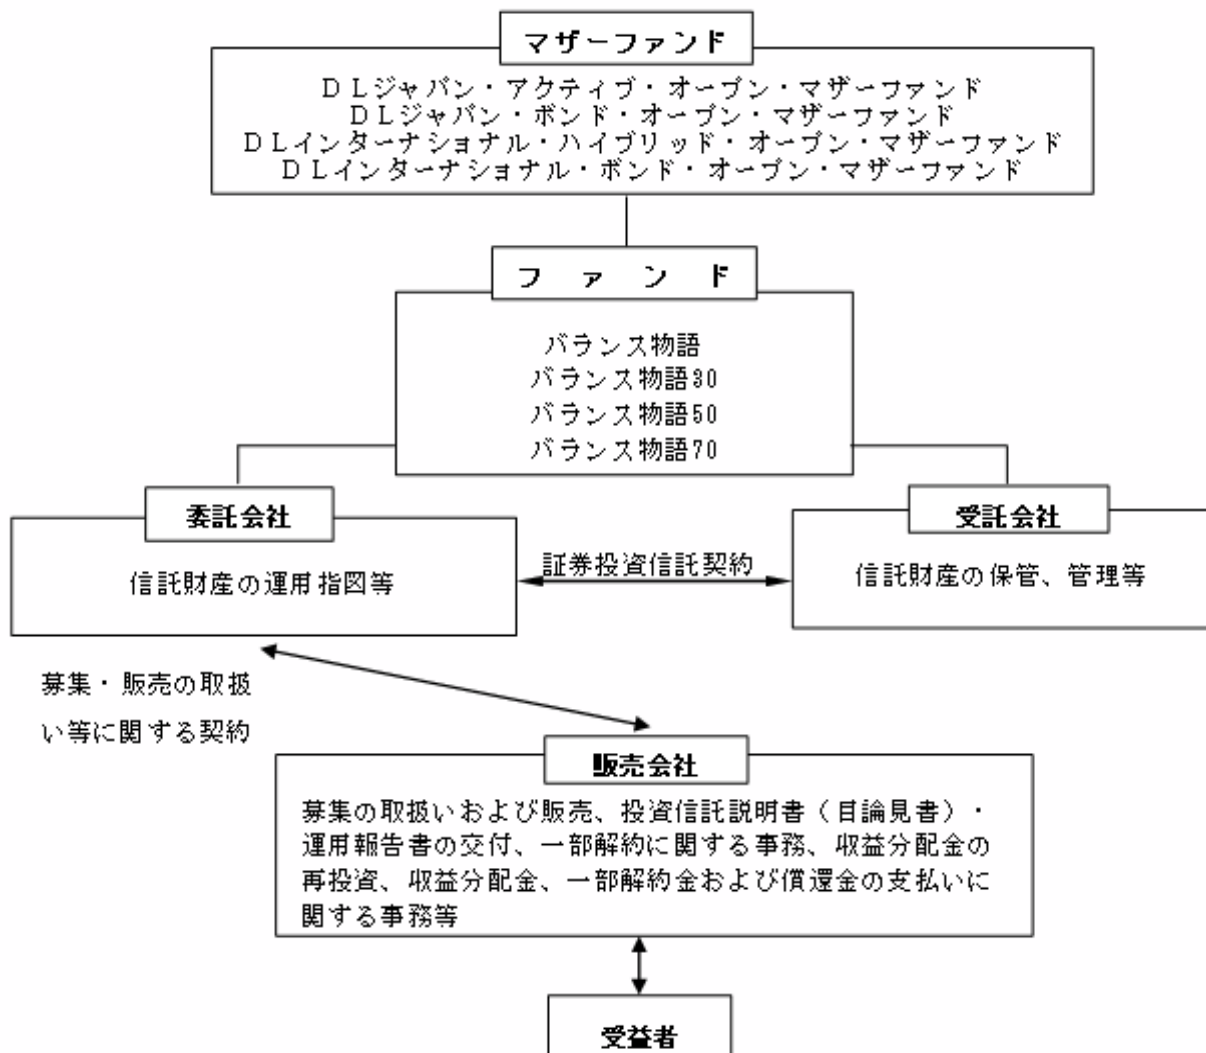 マザーファンド
ＤＬジャパン・アクティブ・オープン・マザーファンド
ＤＬジャパン・ボンド・オープン・マザーファンド
ＤＬインターナショナル・ハイブリッド・オープン・マザーファンド
ＤＬインターナショナル・ボンド・オープン・マザーファンド
ファンド
バランス物語
バランス物語30
バランス物語50
バランス物語70
委託会社
信託財産の運用指図等
証券投資信託契約
受託会社
信託財産の保管、管理等
募集・販売の取扱
い等に関する契約
販売会社
募集の取扱いおよび販売、投資信託説明書（目論見書）・
運用報告書の交付、一部解約に関する事務、収益分配金の
再投資、収益分配金、一部解約金および償還金の支払いに
関する事務等
受益者